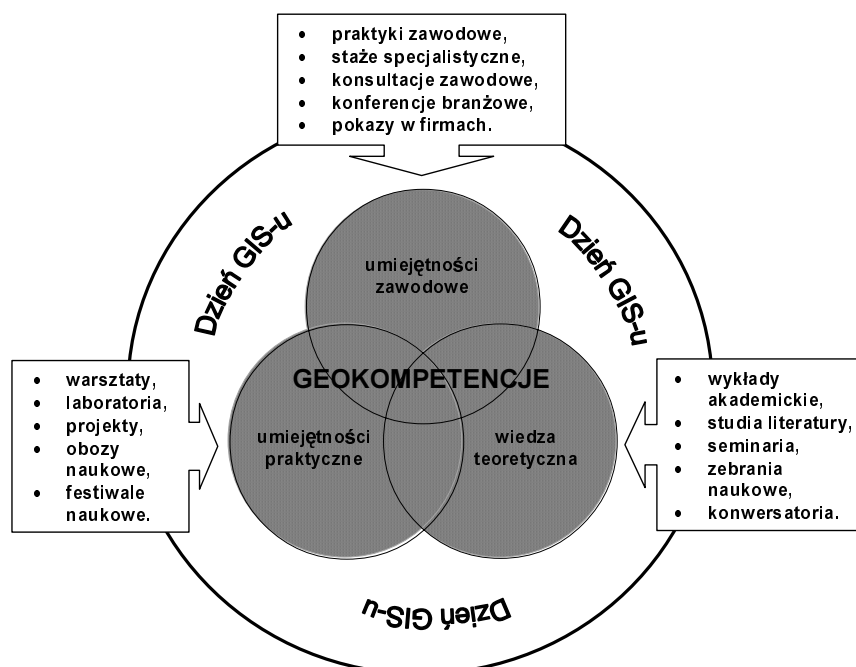 • praktyki zawodowe,
• staże specjalistyczne,
• konsultacje zawodowe,
• konferencje branżowe,
• pokazy w firmach.
Dzień GIS-u
Dzień GIS-u
umiejętności
zawodowe
• warsztaty,
• laboratoria,
• projekty,
• obozy
naukowe,
• festiwale
naukowe.
GEOKOMPETENCJE
umiejętności
praktyczne
wiedza
teoretyczna
• wykłady
akademickie,
• studia literatury,
• seminaria,
• zebrania
naukowe,
• konwersatoria.
Dzień GIS-u